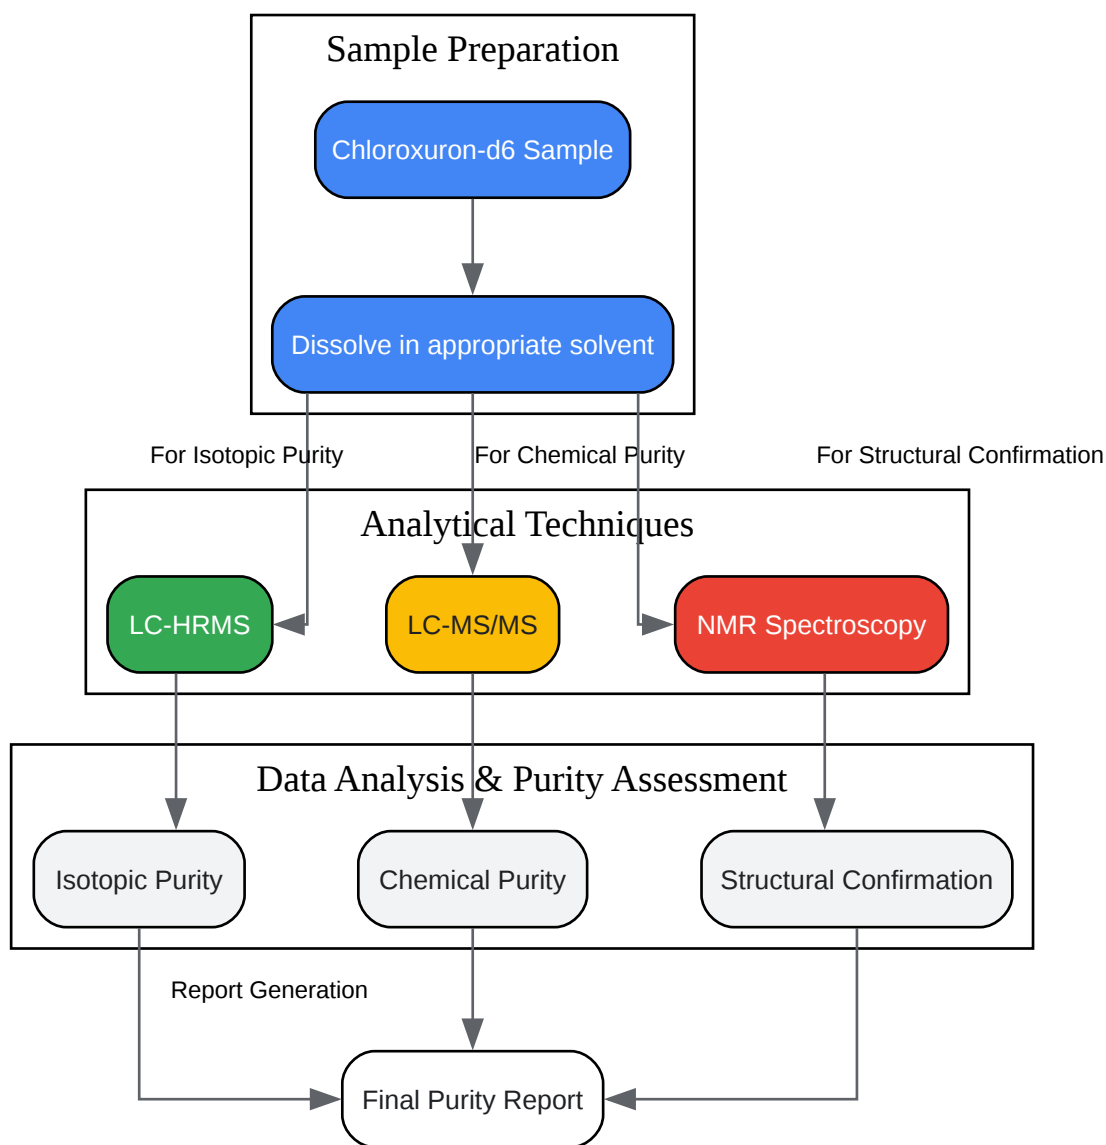 Sample Preparation
Chloroxuron-d6 Sample
Dissolve in appropriate solvent
For Isotopic Purity
For Chemical Purity
For Structural Confirmation
Analytical Techniques
LC-HRMS
LC-MS/MS
NMR Spectroscopy
Data Analysis & Purity Assessment
Isotopic Purity
Chemical Purity
Structural Confirmation
Report Generation
Final Purity Report